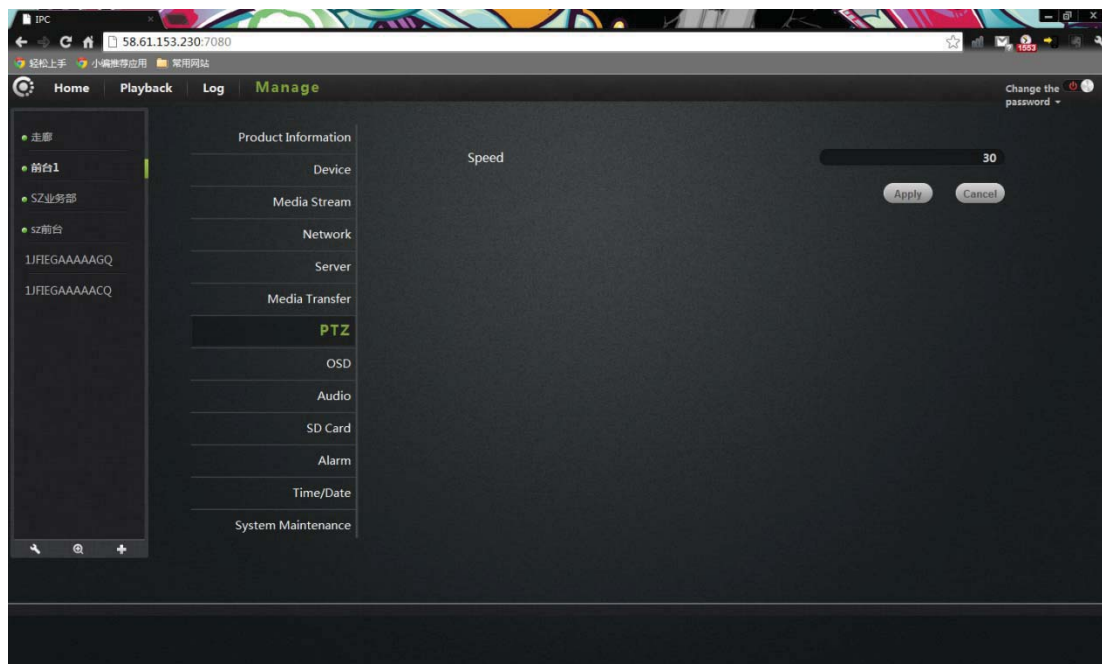 IPC
58.61.153.230:7080
轻松上手 小编推荐应用 常用网站
Home Playback Log Manage
Change the
password
走廊
前台1
SZ业务部
sz前台
1JFIEGAAAAAGQ
1JFIEGAAAAACQ
Product Information
Device
Media Stream
Network
Server
Media Transfer
PTZ
OSD
Audio
SD Card
Alarm
Time/Date
System Maintenance
Speed 30
Apply Cancel